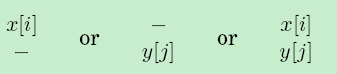 x[i] − x[i]
or or
− y[j] y[j]